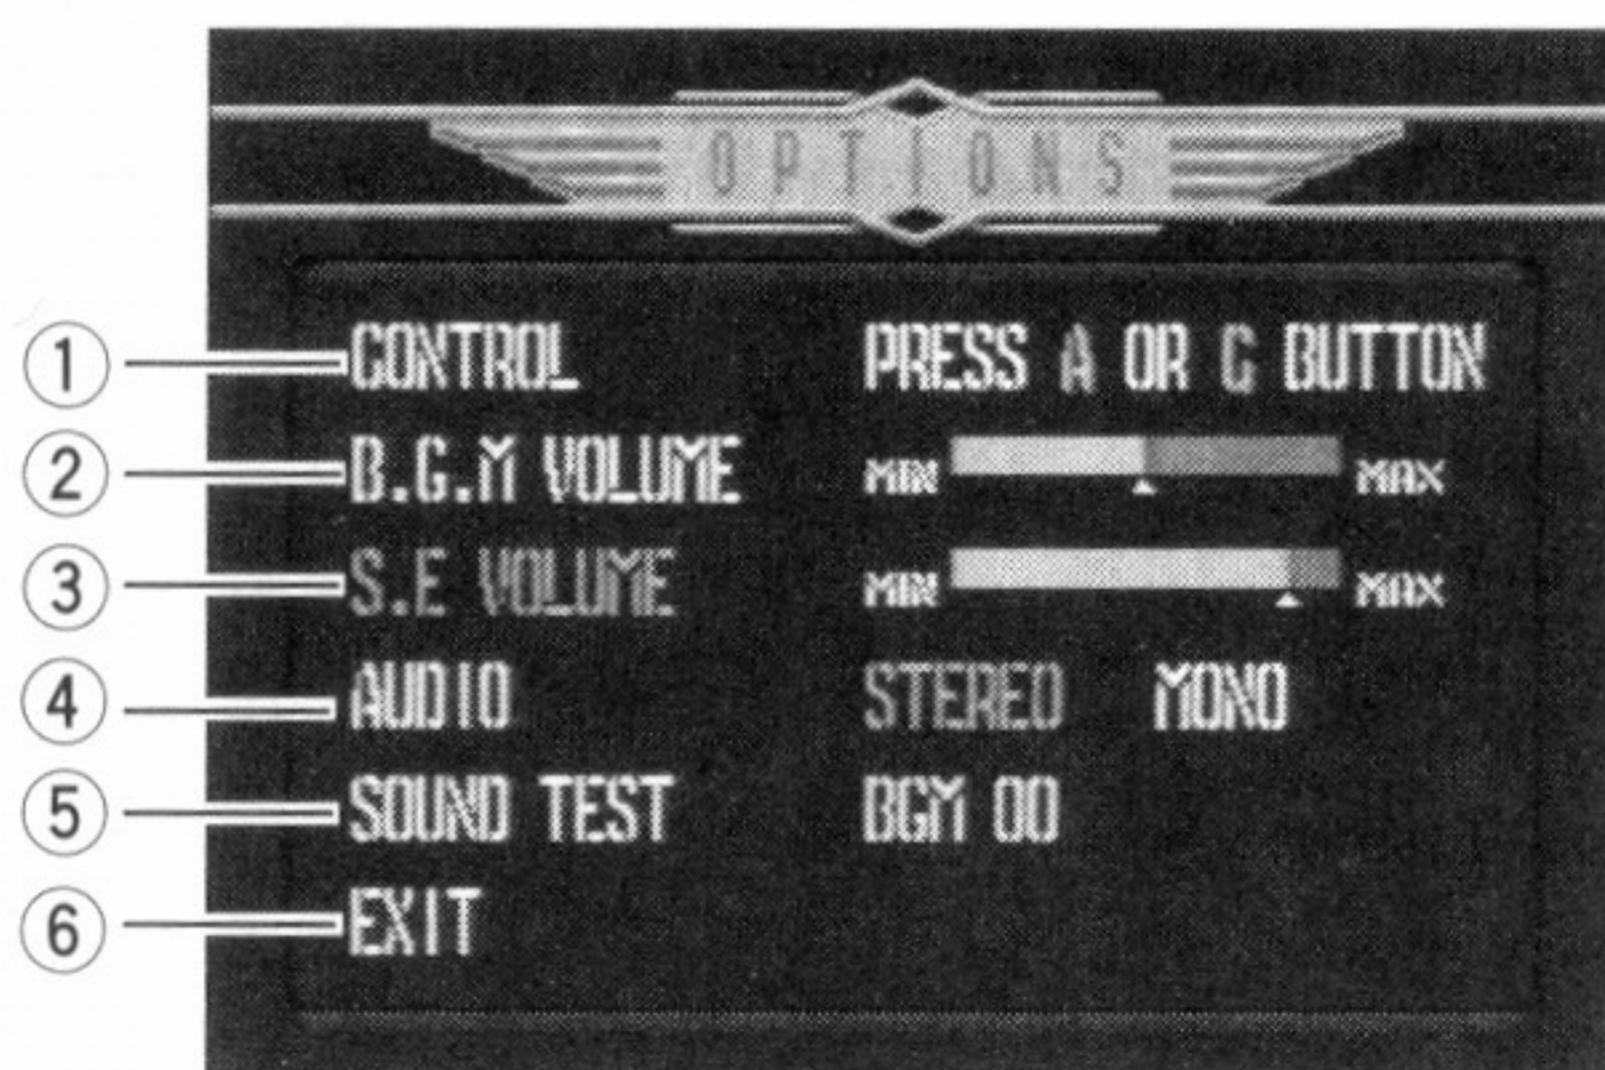 OPTIONS
① CONTROL PRESS A OR C BUTTON
② B.G.M VOLUME MIN MAX
③ S.E VOLUME MIN MAX
④ AUDIO STEREO MONO
⑤ SOUND TEST BGM 00
⑥ EXIT